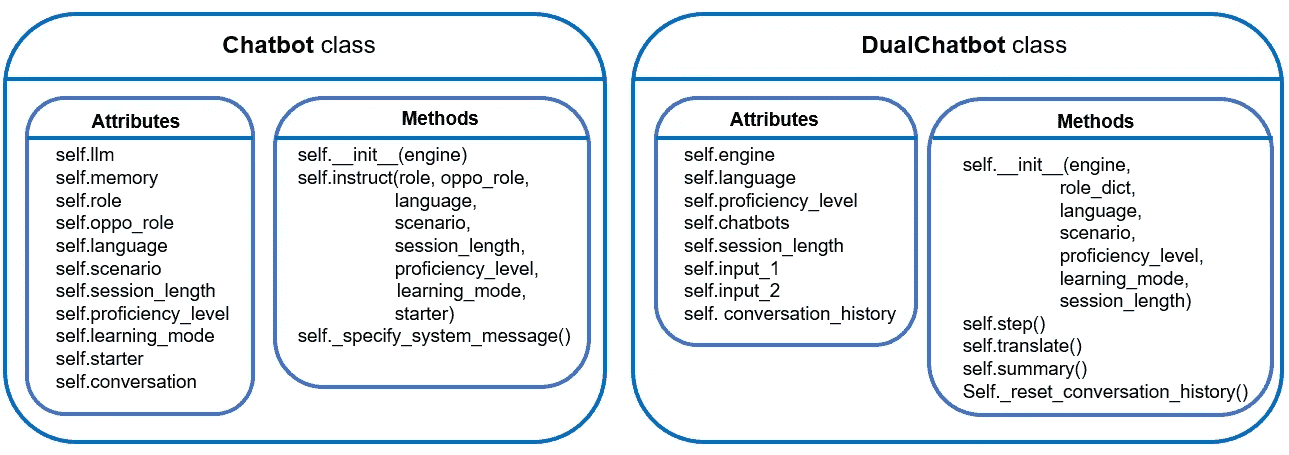 Chatbot class
Attributes
self.llm
self.memory
self.role
self.oppo_role
self.language
self.scenario
self.session_length
self.proficiency_level
self.learning_mode
self.starter
self.conversation
Methods
self.__init__(engine)
self.instruct(role, oppo_role,
language,
scenario,
session_length,
proficiency_level,
learning_mode,
starter)
self._specify_system_message()
DualChatbot class
Attributes
self.engine
self.language
self.proficiency_level
self.chatbots
self.session_length
self.input_1
self.input_2
self. conversation_history
Methods
self.__init__(engine,
role_dict,
language,
scenario,
proficiency_level,
learning_mode,
session_length)
self.step()
self.translate()
self.summary()
Self._reset_conversation_history()